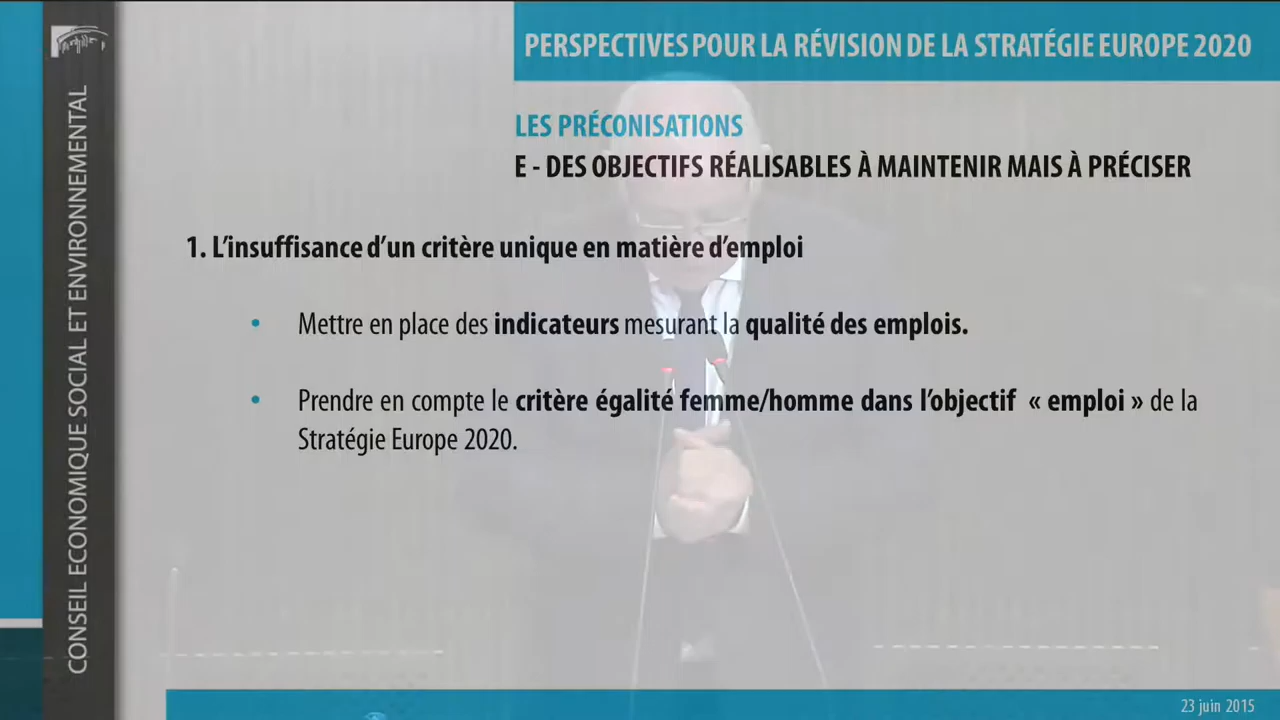 PERSPECTIVES POUR LA RÉVISION DE LA STRATÉGIE EUROPE 2020
LES PRÉCONISATIONS
E - DES OBJECTIFS RÉALISABLES À MAINTENIR MAIS À PRÉCISER
1. L’insuffisance d’un critère unique en matière d’emploi
• Mettre en place des indicateurs mesurant la qualité des emplois.
• Prendre en compte le critère égalité femme/homme dans l’objectif « emploi » de la
Stratégie Europe 2020.
CONSEIL ECONOMIQUE SOCIAL ET ENVIRONNEMENTAL
23 juin 2015